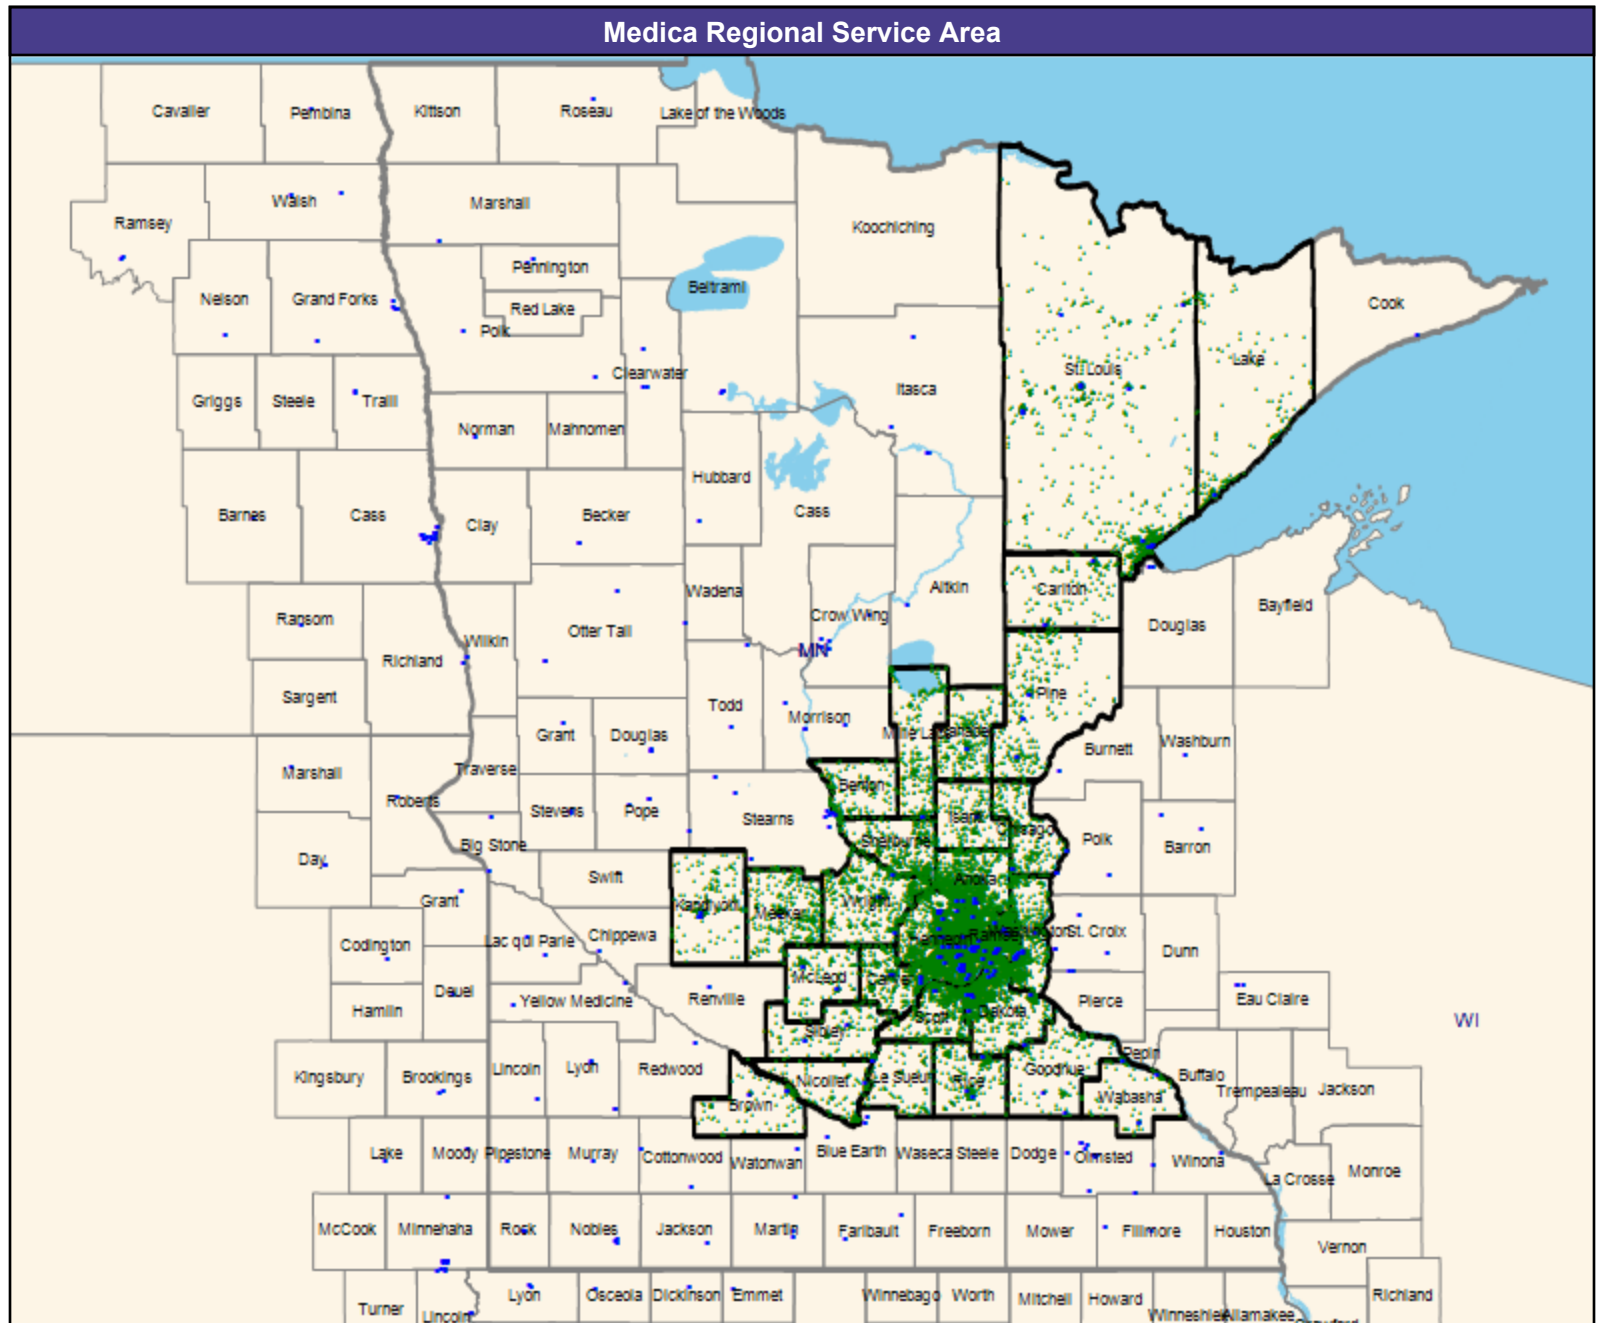 Medica Regional Service Area
Cavalier
Pembina
Kittson
Roseau
Lake of the Woods
Walsh
Marshall
Ramsey
Koochiching
Pennington
Beltrami
Nelson
Grand Forks
Red Lake
Cook
Polk
Lake
St. Louis
Clearwater
Itasca
Griggs
Steele
Traill
Norman
Mahnomen
Hubbard
Barnes
Cass
Clay
Becker
Cass
Wadena
Aitkin
Carlton
Bayfield
Ransom
Crow Wing
Douglas
Otter Tail
Wilkin
MN
Richland
Sargent
Pine
Todd
Morrison
Grant
Douglas
Burnett
Washburn
Marshall
Traverse
Benton
Roberts
Stevens
Pope
Stearns
Isanti
Chisago
Big Stone
Sherburne
Polk
Barron
Day
Swift
Anoka
Grant
Kandiyohi
Meeker
Wright
Codington
Lac qui Parle
Chippewa
Hennepin
Ramsey
St. Croix
Dunn
McLeod
Carver
Deuel
Yellow Medicine
Renville
Pierce
Eau Claire
Hamlin
Scott
Dakota
Sibley
WI
Pepin
Kingsbury
Brookings
Lincoln
Lyon
Redwood
Nicollet
Le Sueur
Rice
Goodhue
Buffalo
Trempealeau
Jackson
Brown
Wabasha
Lake
Moody
Pipestone
Murray
Cottonwood
Watonwan
Blue Earth
Waseca
Steele
Dodge
Olmsted
Winona
La Crosse
Monroe
McCook
Minnehaha
Rock
Nobles
Jackson
Martin
Faribault
Freeborn
Mower
Fillmore
Houston
Vernon
Turner
Lincoln
Lyon
Osceola
Dickinson
Emmet
Winnebago
Worth
Mitchell
Howard
Allamakee
Richland